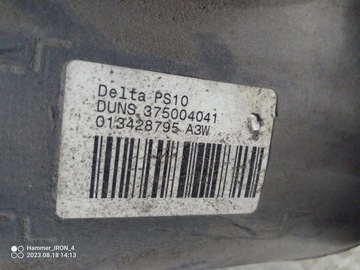 Delta PS10
DUNS 375004041
013428795 A3W
Hammer_IRON_4
2023.08.18 14:13